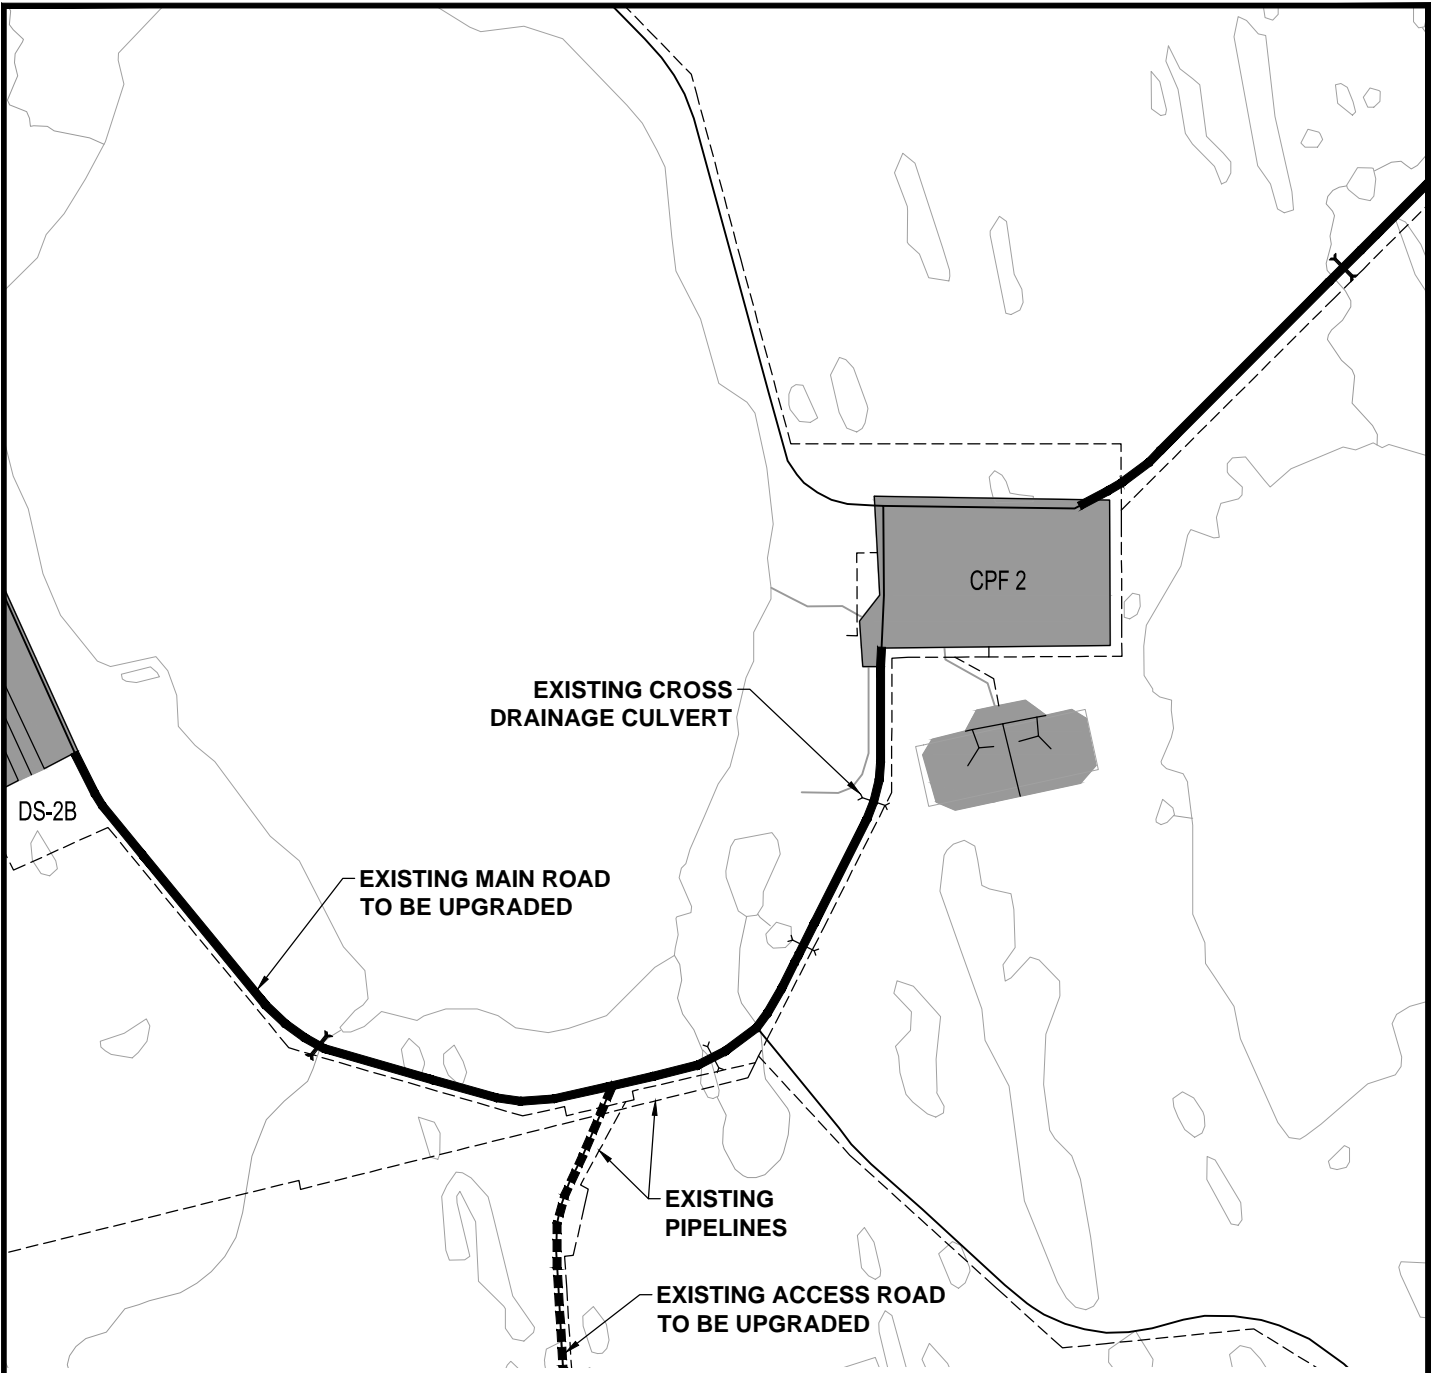 CPF 2
EXISTING CROSS
DRAINAGE CULVERT
DS-2B
EXISTING MAIN ROAD
TO BE UPGRADED
EXISTING
PIPELINES
EXISTING ACCESS ROAD
TO BE UPGRADED